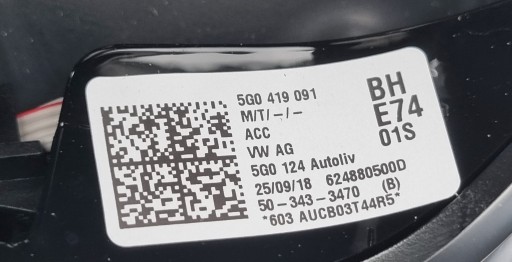 5G0 419 091
M/T/-/-
ACC
VW AG
5G0 124 Autoliv
25/09/18 624880500D
50-343-3470 (B)
*603 AUCB03T44R5*
BH
E74
01S